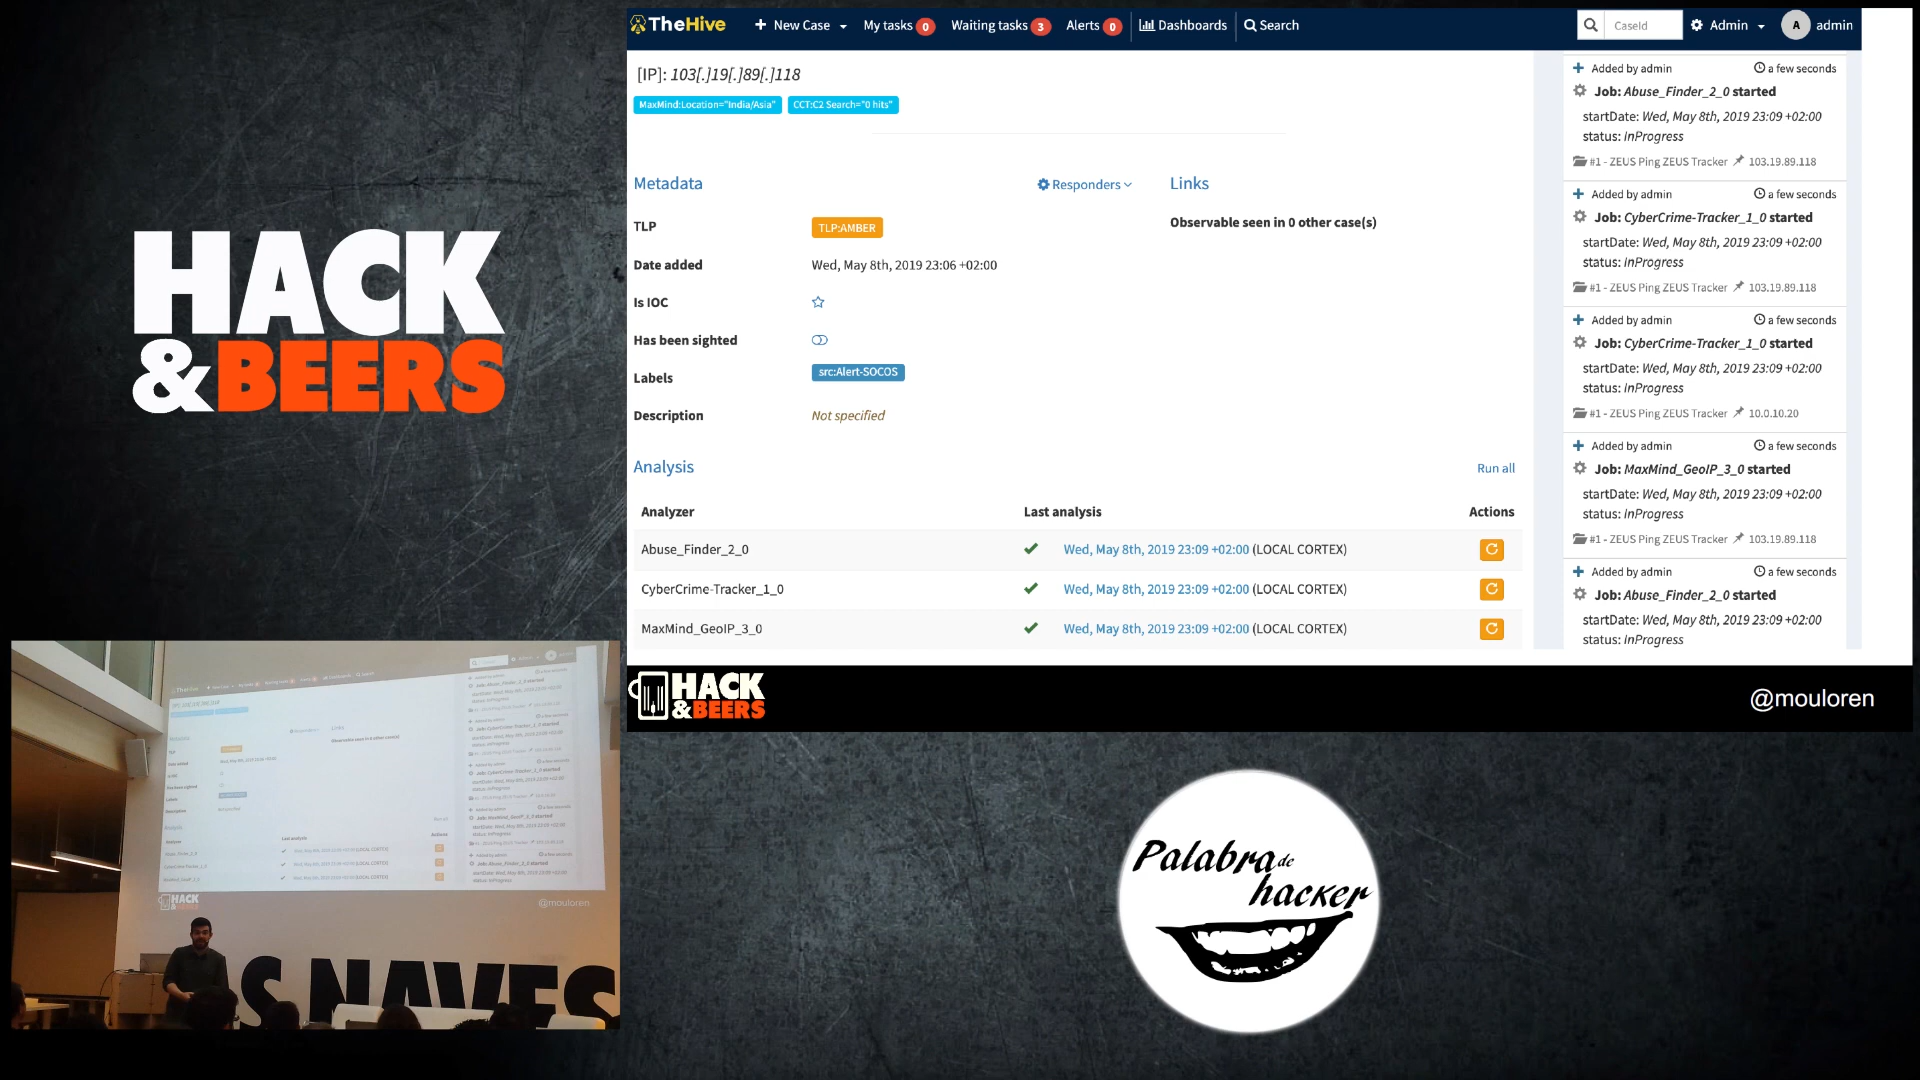 HACK
&BEERS
TheHive
New Case
My tasks 0
Waiting tasks 3
Alerts 0
Dashboards
Search
CaseId
Admin
A admin
[IP]: 103[.]19[.]89[.]118
MaxMind:Location="India/Asia" CCT:C2 Search="0 hits"
Metadata
Responders
TLP TLP:AMBER
Date added Wed, May 8th, 2019 23:06 +02:00
Is IOC
Has been sighted
Labels src:Alert-SOCOS
Description Not specified
Links
Observable seen in 0 other case(s)
Analysis Run all
Analyzer Last analysis Actions
Abuse_Finder_2_0 Wed, May 8th, 2019 23:09 +02:00 (LOCAL CORTEX)
CyberCrime-Tracker_1_0 Wed, May 8th, 2019 23:09 +02:00 (LOCAL CORTEX)
MaxMind_GeoIP_3_0 Wed, May 8th, 2019 23:09 +02:00 (LOCAL CORTEX)
Added by admin a few seconds
Job: Abuse_Finder_2_0 started
startDate: Wed, May 8th, 2019 23:09 +02:00
status: InProgress
#1 - ZEUS Ping ZEUS Tracker 103.19.89.118
Added by admin a few seconds
Job: CyberCrime-Tracker_1_0 started
startDate: Wed, May 8th, 2019 23:09 +02:00
status: InProgress
#1 - ZEUS Ping ZEUS Tracker 103.19.89.118
Added by admin a few seconds
Job: CyberCrime-Tracker_1_0 started
startDate: Wed, May 8th, 2019 23:09 +02:00
status: InProgress
#1 - ZEUS Ping ZEUS Tracker 10.0.10.20
Added by admin a few seconds
Job: MaxMind_GeoIP_3_0 started
startDate: Wed, May 8th, 2019 23:09 +02:00
status: InProgress
#1 - ZEUS Ping ZEUS Tracker 103.19.89.118
Added by admin a few seconds
Job: Abuse_Finder_2_0 started
startDate: Wed, May 8th, 2019 23:09 +02:00
status: InProgress
HACK
&BEERS
@mouloren
HACK
&BEERS
@mouloren
AS NAVES
Palabra de
hacker